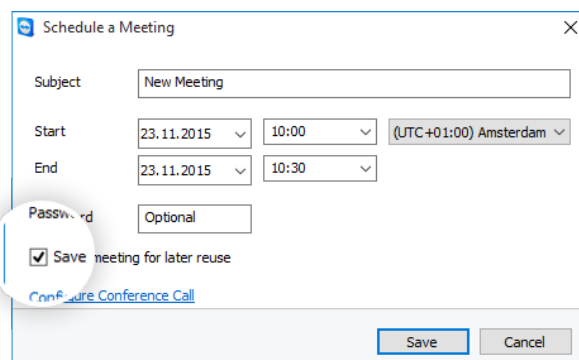 Schedule a Meeting
Subject New Meeting
Start 23.11.2015 10:00 (UTC+01:00) Amsterdam
End 23.11.2015 10:30
Password Optional
Save meeting for later reuse
Configure Conference Call
Save Cancel